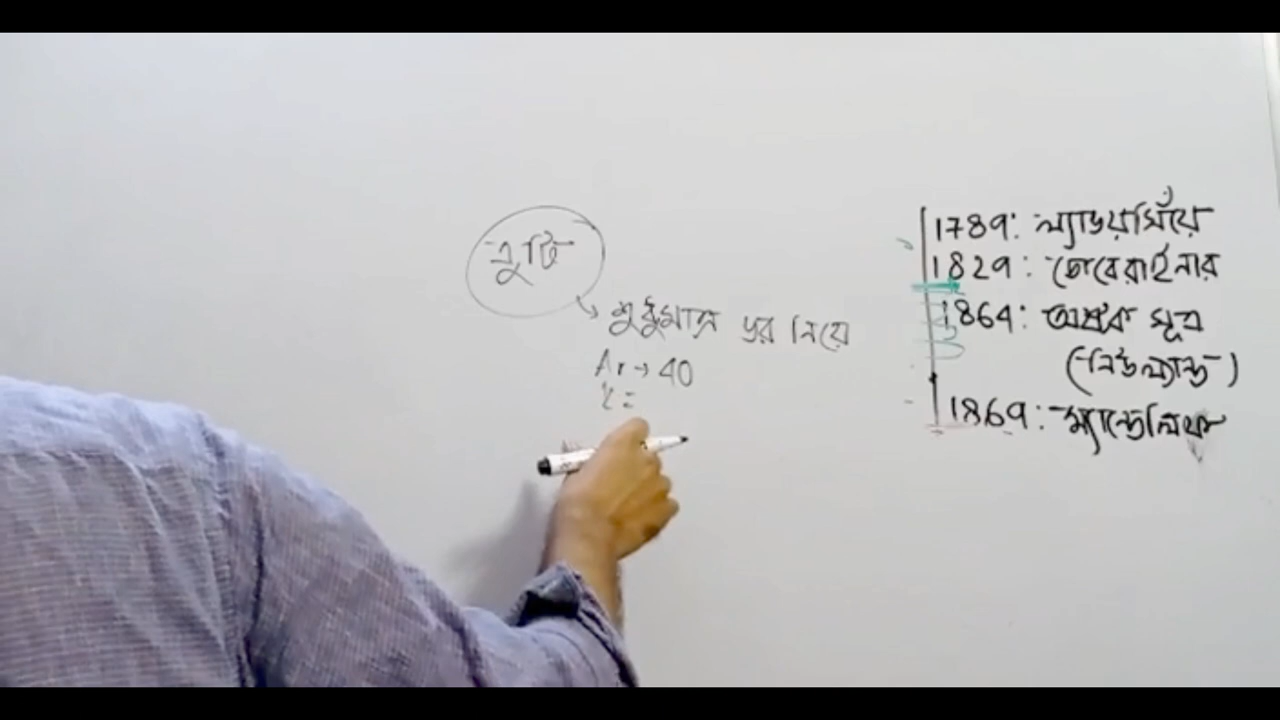 ত্রুটি
শুধুমাত্র ভর নিয়ে
Ar → 40
K =
1789: ল্যাভয়সিঁয়ে
1829: ডোবেরাইনার
1864: অষ্টক সূত্র
(নিউল্যান্ড)
1869: ম্যান্ডেলিফ